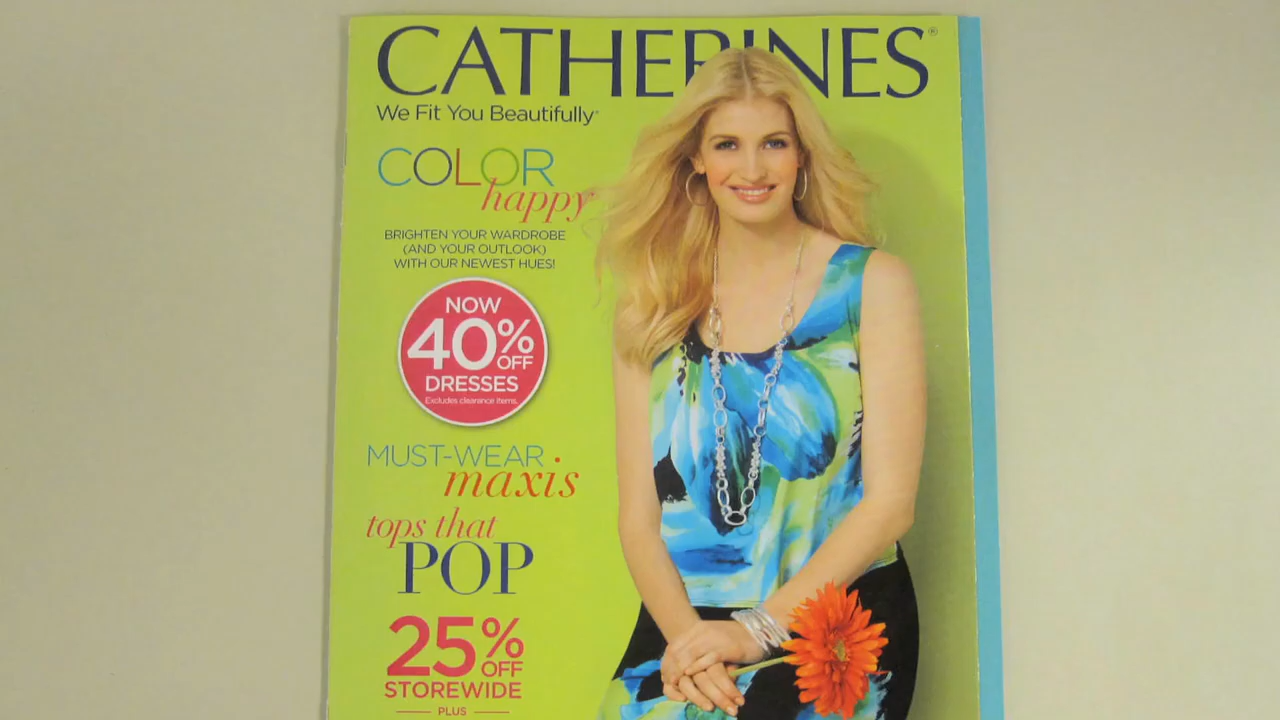 CATHERINES®
We Fit You Beautifully
COLOR
happy
BRIGHTEN YOUR WARDROBE
(AND YOUR OUTLOOK)
WITH OUR NEWEST HUES!
NOW
40%
OFF
DRESSES
Excludes clearance items.
MUST-WEAR
maxis
tops that
POP
25%
OFF
STOREWIDE
PLUS